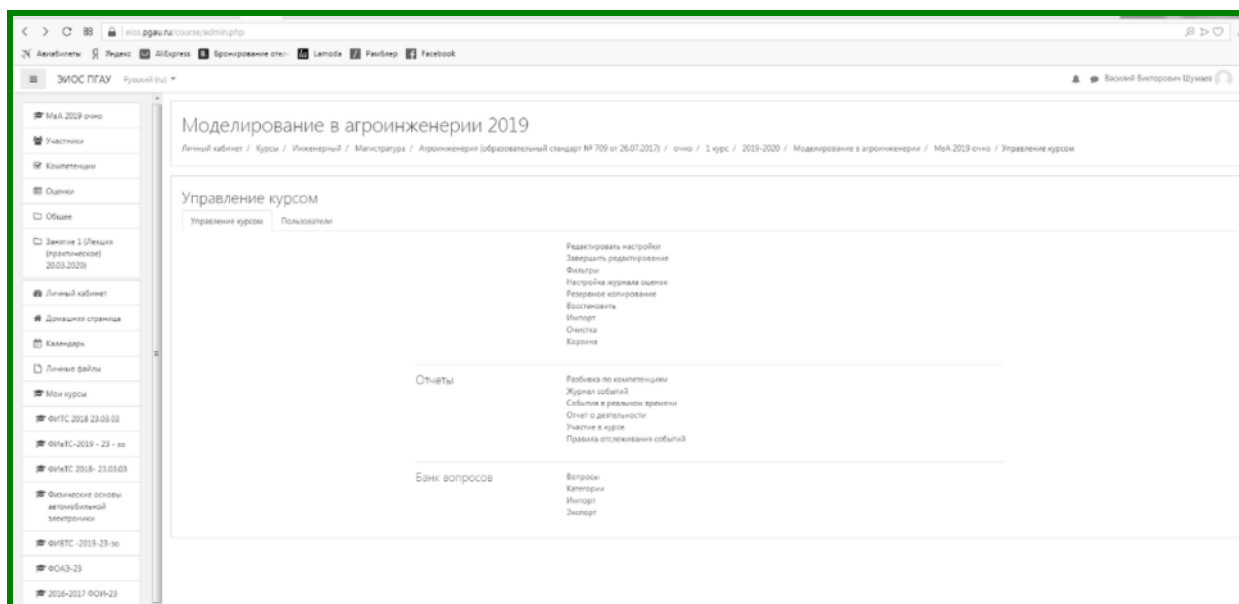 eios.pgau.ru/course/admin.php
Авиабилеты Яндекс AliExpress Бронирование отел Lamoda Рамблер Facebook
ЭИОС ПГАУ Русский (ru) Василий Викторович Шумаев
МвА 2019 очно
Участники
Компетенции
Оценки
Общее
Занятие 1 (Лекция
(практическое)
20.03.2020)
Личный кабинет
Домашняя страница
Календарь
Личные файлы
Мои курсы
ФИТС 2018 23.03.03
ФИеТС-2019 - 23 - зо
ФИеТС 2018- 23.03.03
Физические основы
автомобильной
электроники
ФИВТС -2019-23-зо
ФОАЭ-23
2016-2017 ФОИ-23
Моделирование в агроинженерии 2019
Личный кабинет / Курсы / Инженерный / Магистратура / Агроинженерия (образовательный стандарт № 709 от 26.07.2017) / очно / 1 курс / 2019-2020 / Моделирование в агроинженерии / МвА 2019 очно / Управление курсом
Управление курсом
Управление курсом Пользователи
Редактировать настройки
Завершить редактирование
Фильтры
Настройка журнала оценок
Резервное копирование
Восстановить
Импорт
Очистка
Корзина
Отчеты
Разбивка по компетенциям
Журнал событий
События в реальном времени
Отчет о деятельности
Участие в курсе
Правила отслеживания событий
Банк вопросов
Вопросы
Категории
Импорт
Экспорт